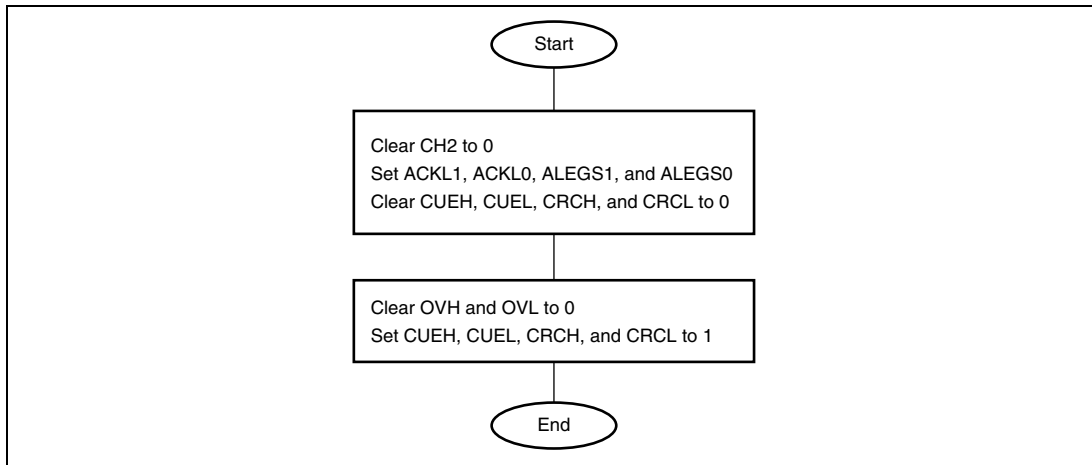 Start
Clear CH2 to 0
Set ACKL1, ACKL0, ALEGS1, and ALEGS0
Clear CUEH, CUEL, CRCH, and CRCL to 0
Clear OVH and OVL to 0
Set CUEH, CUEL, CRCH, and CRCL to 1
End